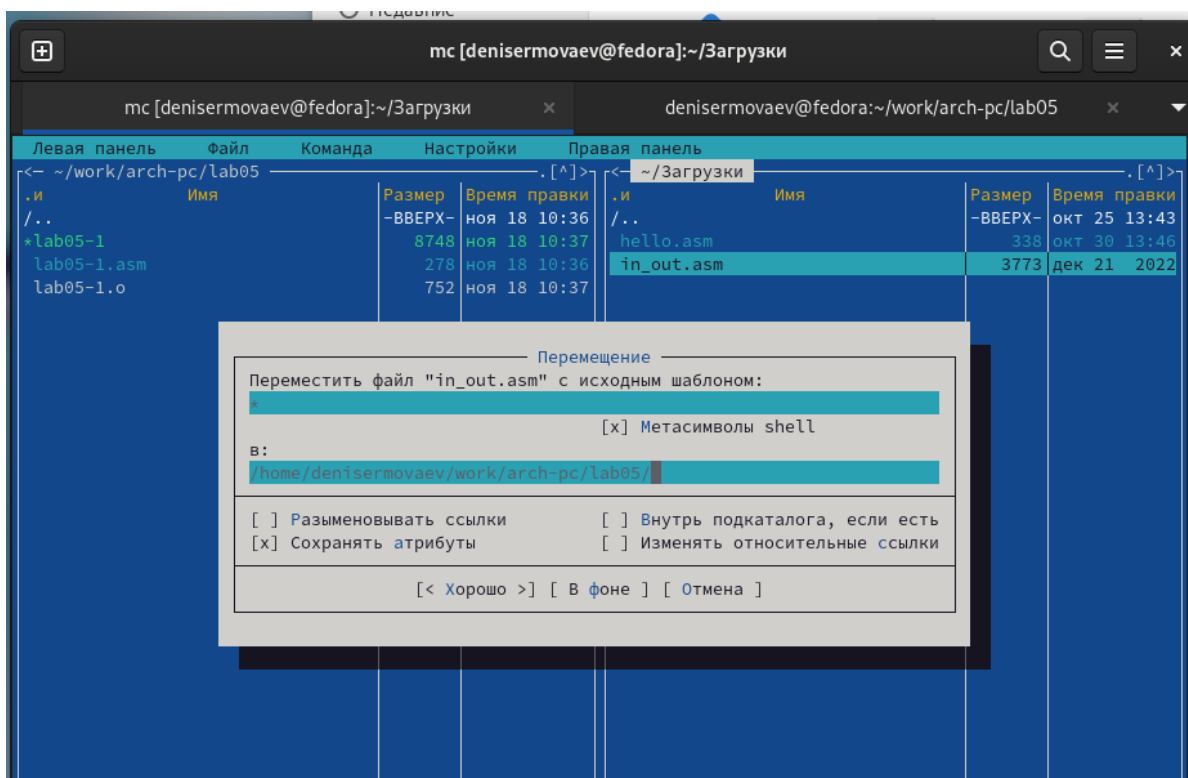 Недавние
mc [denisermovaev@fedora]:~/Загрузки
mc [denisermovaev@fedora]:~/Загрузки × denisermovaev@fedora:~/work/arch-pc/lab05 ×
Левая панель Файл Команда Настройки Правая панель
<— ~/work/arch-pc/lab05 .[^]> <— ~/Загрузки .[^]>
.и Имя Размер Время правки .и Имя Размер Время правки
/.. -ВВЕРХ- ноя 18 10:36 /.. -ВВЕРХ- окт 25 13:43
*lab05-1 8748 ноя 18 10:37 hello.asm 338 окт 30 13:46
lab05-1.asm 278 ноя 18 10:36 in_out.asm 3773 дек 21 2022
lab05-1.o 752 ноя 18 10:37
Перемещение
Переместить файл "in_out.asm" с исходным шаблоном:
*
[x] Метасимволы shell
в:
/home/denisermovaev/work/arch-pc/lab05/
[ ] Разыменовывать ссылки [ ] Внутрь подкаталога, если есть
[x] Сохранять атрибуты [ ] Изменять относительные ссылки
[< Хорошо >] [ В фоне ] [ Отмена ]